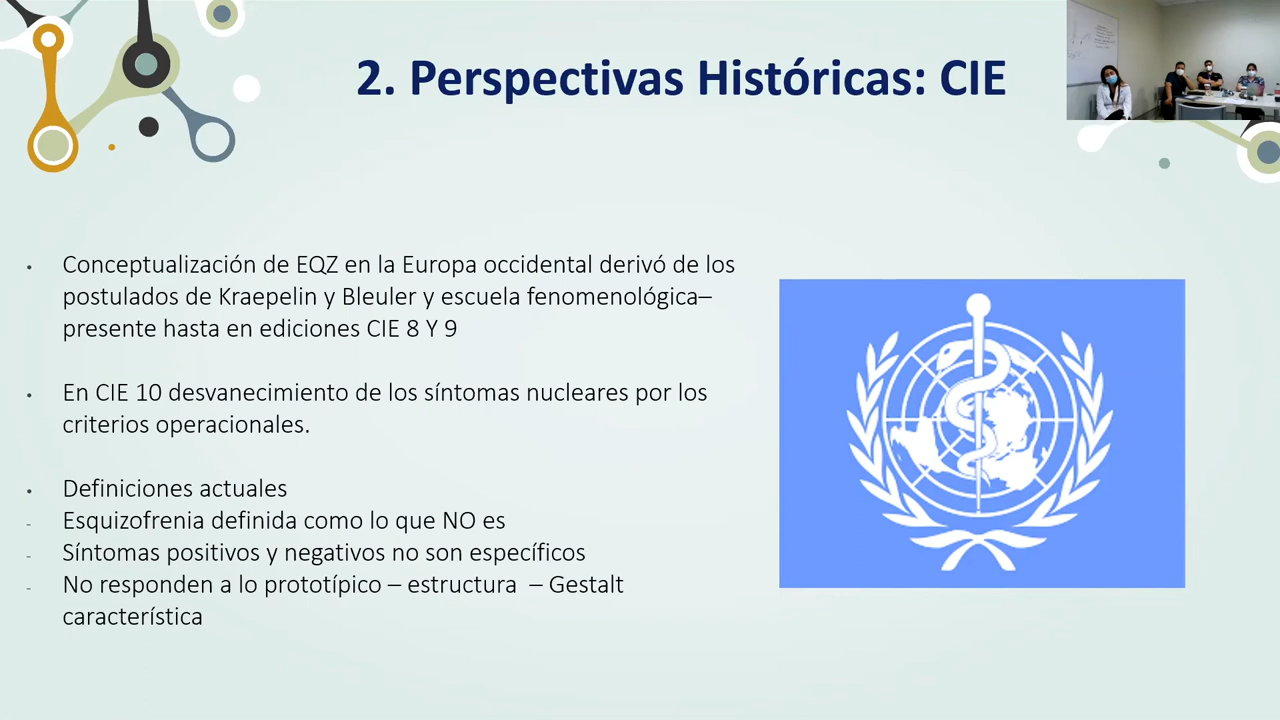 2. Perspectivas Históricas: CIE
• Conceptualización de EQZ en la Europa occidental derivó de los
postulados de Kraepelin y Bleuler y escuela fenomenológica–
presente hasta en ediciones CIE 8 Y 9
• En CIE 10 desvanecimiento de los síntomas nucleares por los
criterios operacionales.
• Definiciones actuales
- Esquizofrenia definida como lo que NO es
- Síntomas positivos y negativos no son específicos
- No responden a lo prototípico – estructura – Gestalt
característica